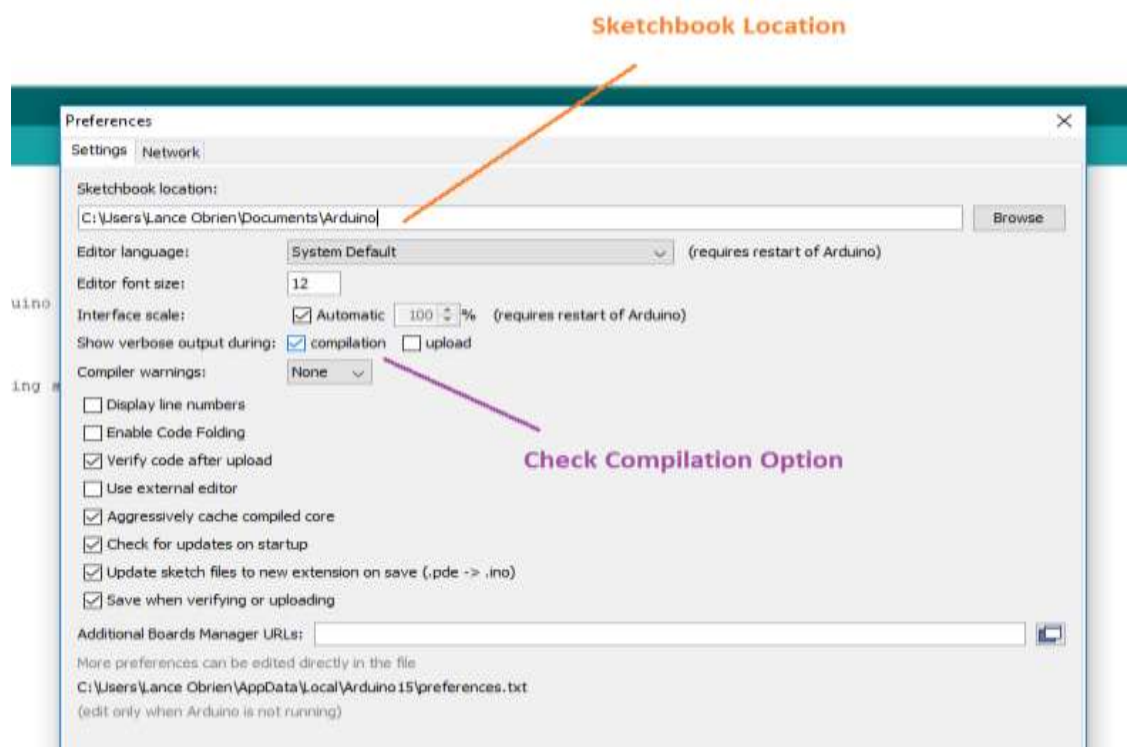 Sketchbook Location
Preferences
Settings Network
Sketchbook location:
C:\Users\Lance Obrien\Documents\Arduino Browse
Editor language: System Default (requires restart of Arduino)
Editor font size: 12
uino
Interface scale: Automatic 100 % (requires restart of Arduino)
Show verbose output during: compilation upload
Compiler warnings: None
ing
Display line numbers
Enable Code Folding
Verify code after upload
Check Compilation Option
Use external editor
Aggressively cache compiled core
Check for updates on startup
Update sketch files to new extension on save (.pde -> .ino)
Save when verifying or uploading
Additional Boards Manager URLs:
More preferences can be edited directly in the file
C:\Users\Lance Obrien\AppData\Local\Arduino15\preferences.txt
(edit only when Arduino is not running)